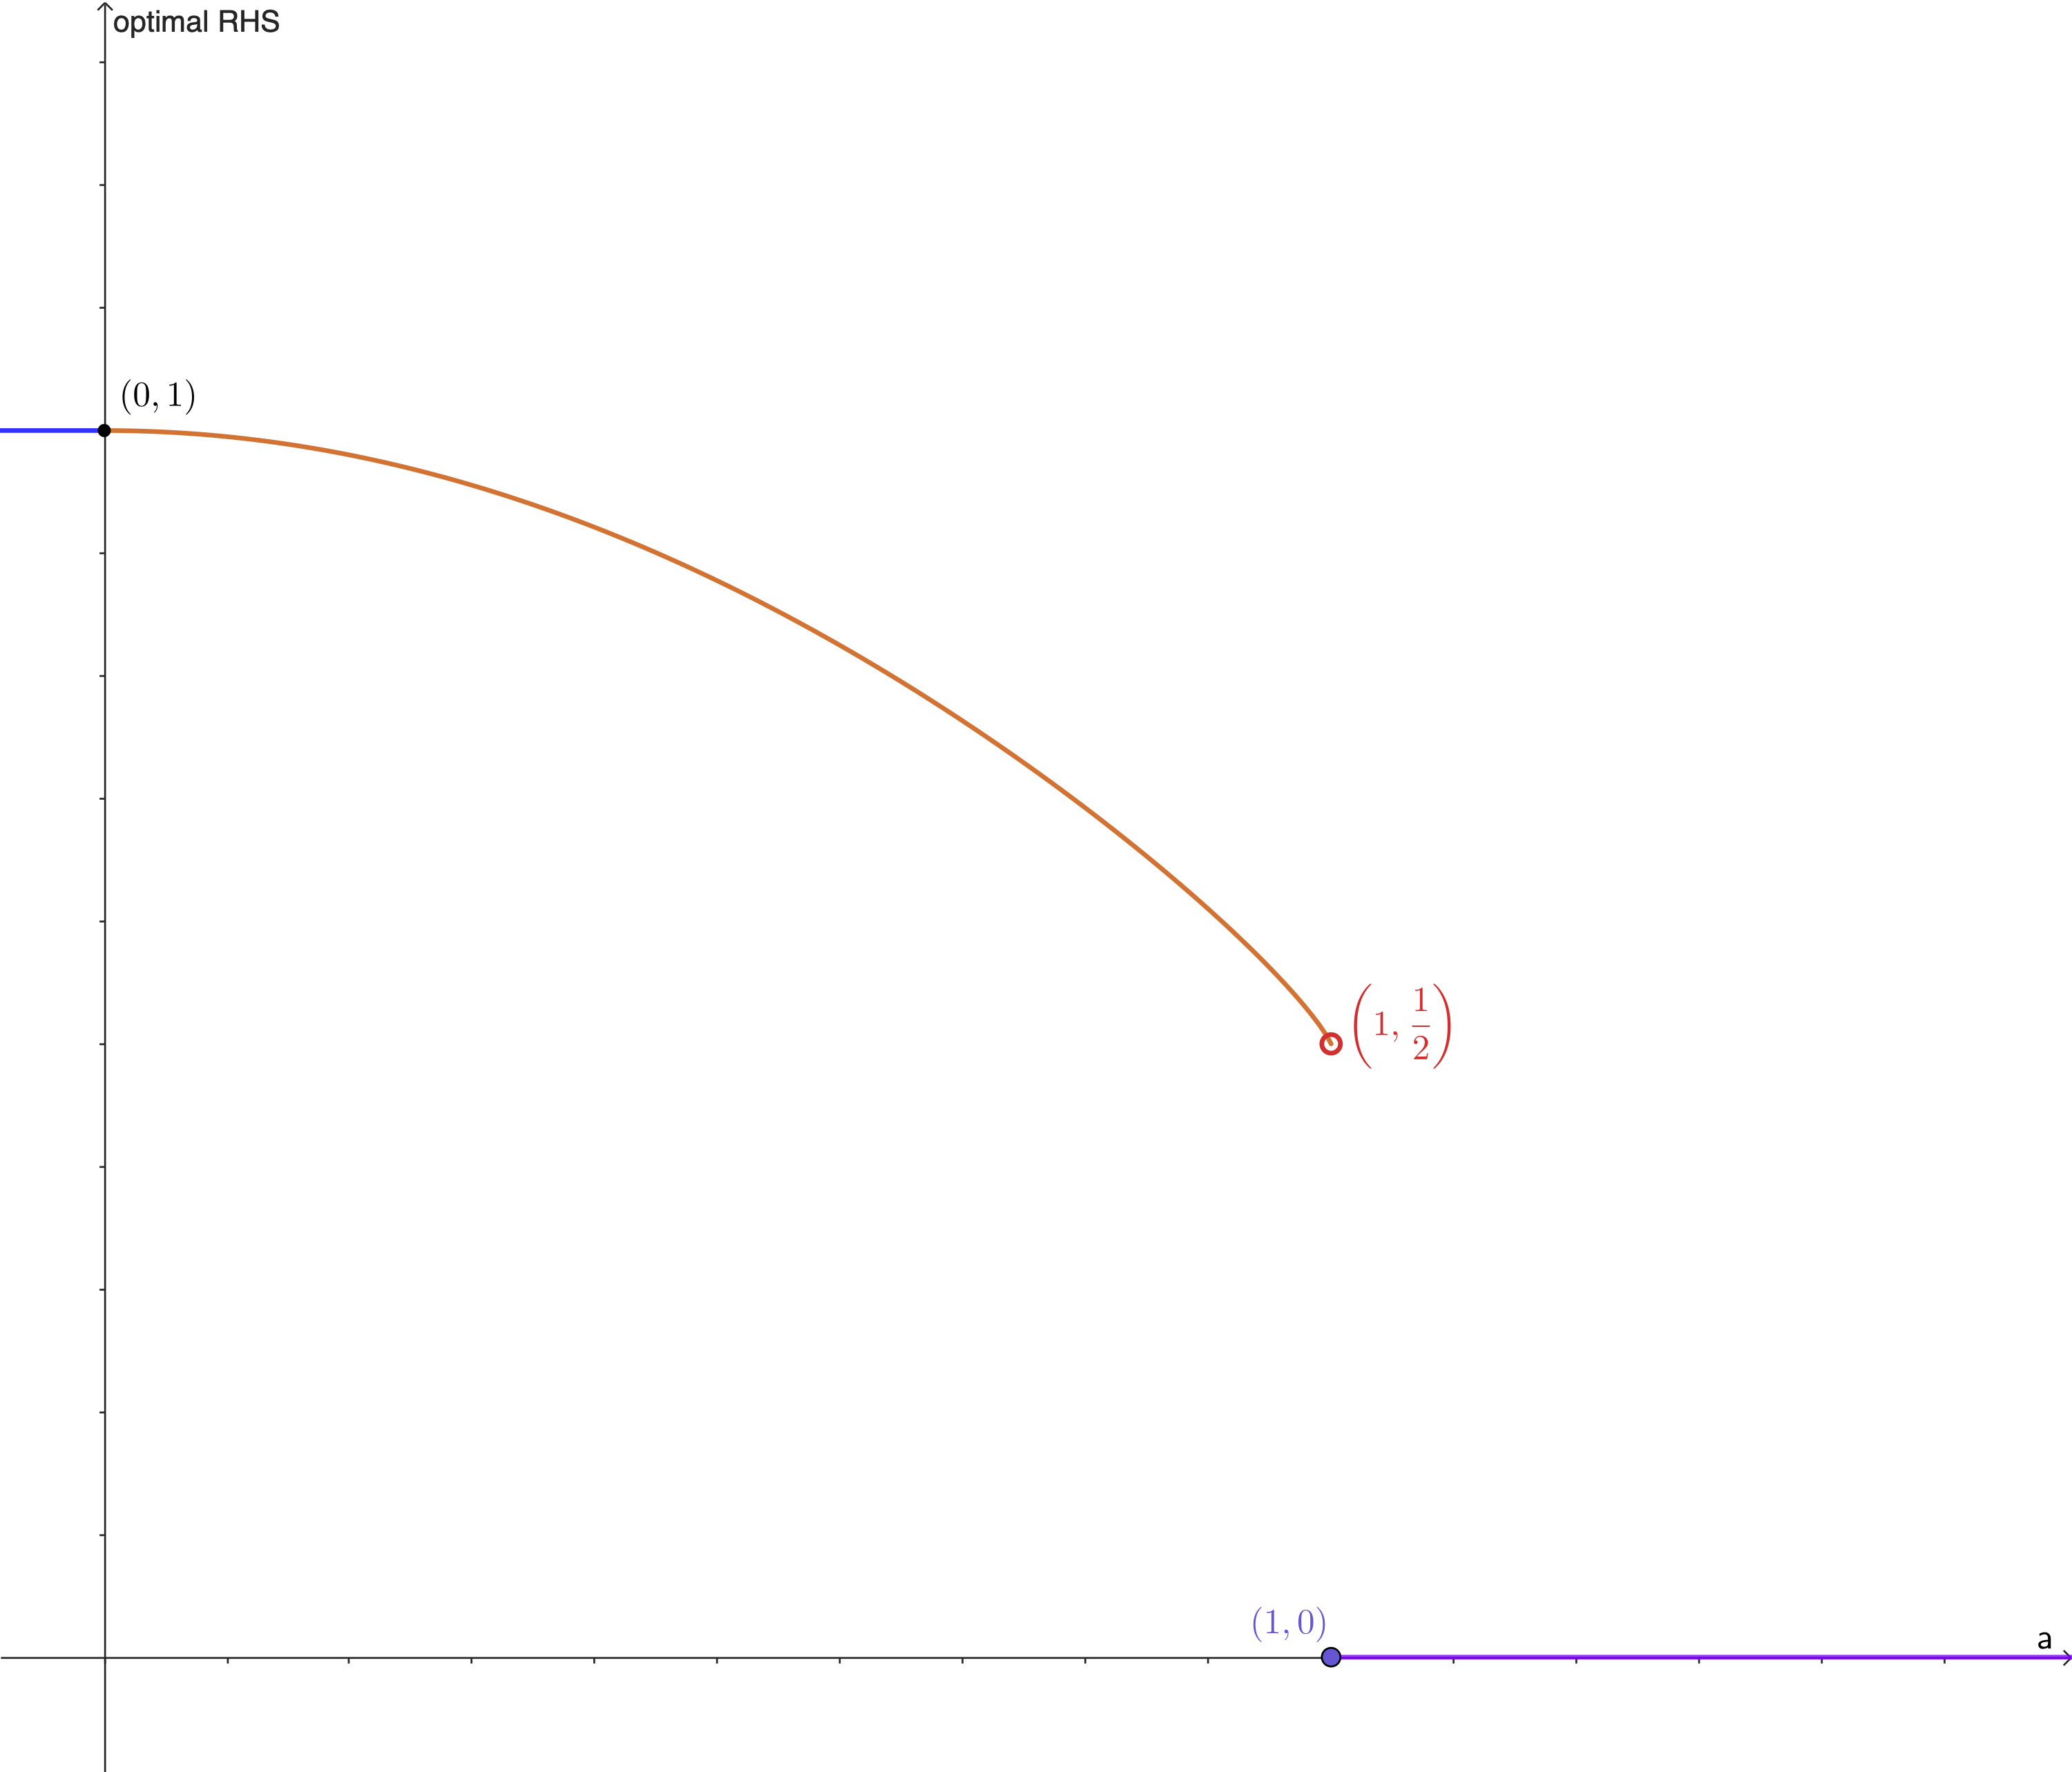 optimal RHS
(0, 1)
(1, 1/2)
(1, 0)
a